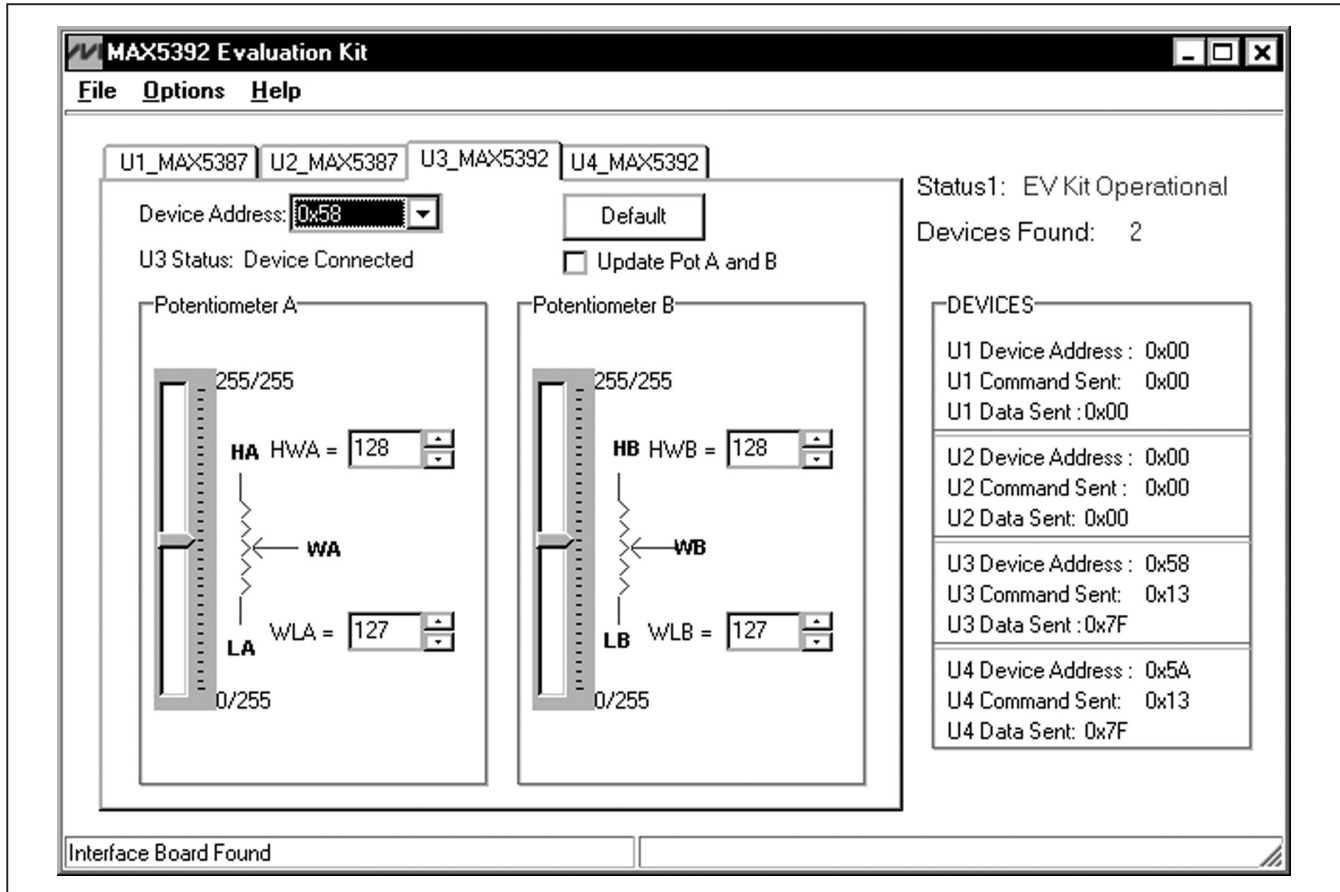 MAX5392 Evaluation Kit
File Options Help
U1_MAX5387 U2_MAX5387 U3_MAX5392 U4_MAX5392
Device Address: 0x58
Default
U3 Status: Device Connected
Update Pot A and B
Status1: EV Kit Operational
Devices Found: 2
Potentiometer A
255/255
HA HWA = 128
WA
WLA = 127
LA
0/255
Potentiometer B
255/255
HB HWB = 128
WB
LB WLB = 127
0/255
DEVICES
U1 Device Address : 0x00
U1 Command Sent: 0x00
U1 Data Sent : 0x00
U2 Device Address : 0x00
U2 Command Sent : 0x00
U2 Data Sent: 0x00
U3 Device Address : 0x58
U3 Command Sent: 0x13
U3 Data Sent : 0x7F
U4 Device Address : 0x5A
U4 Command Sent: 0x13
U4 Data Sent: 0x7F
Interface Board Found